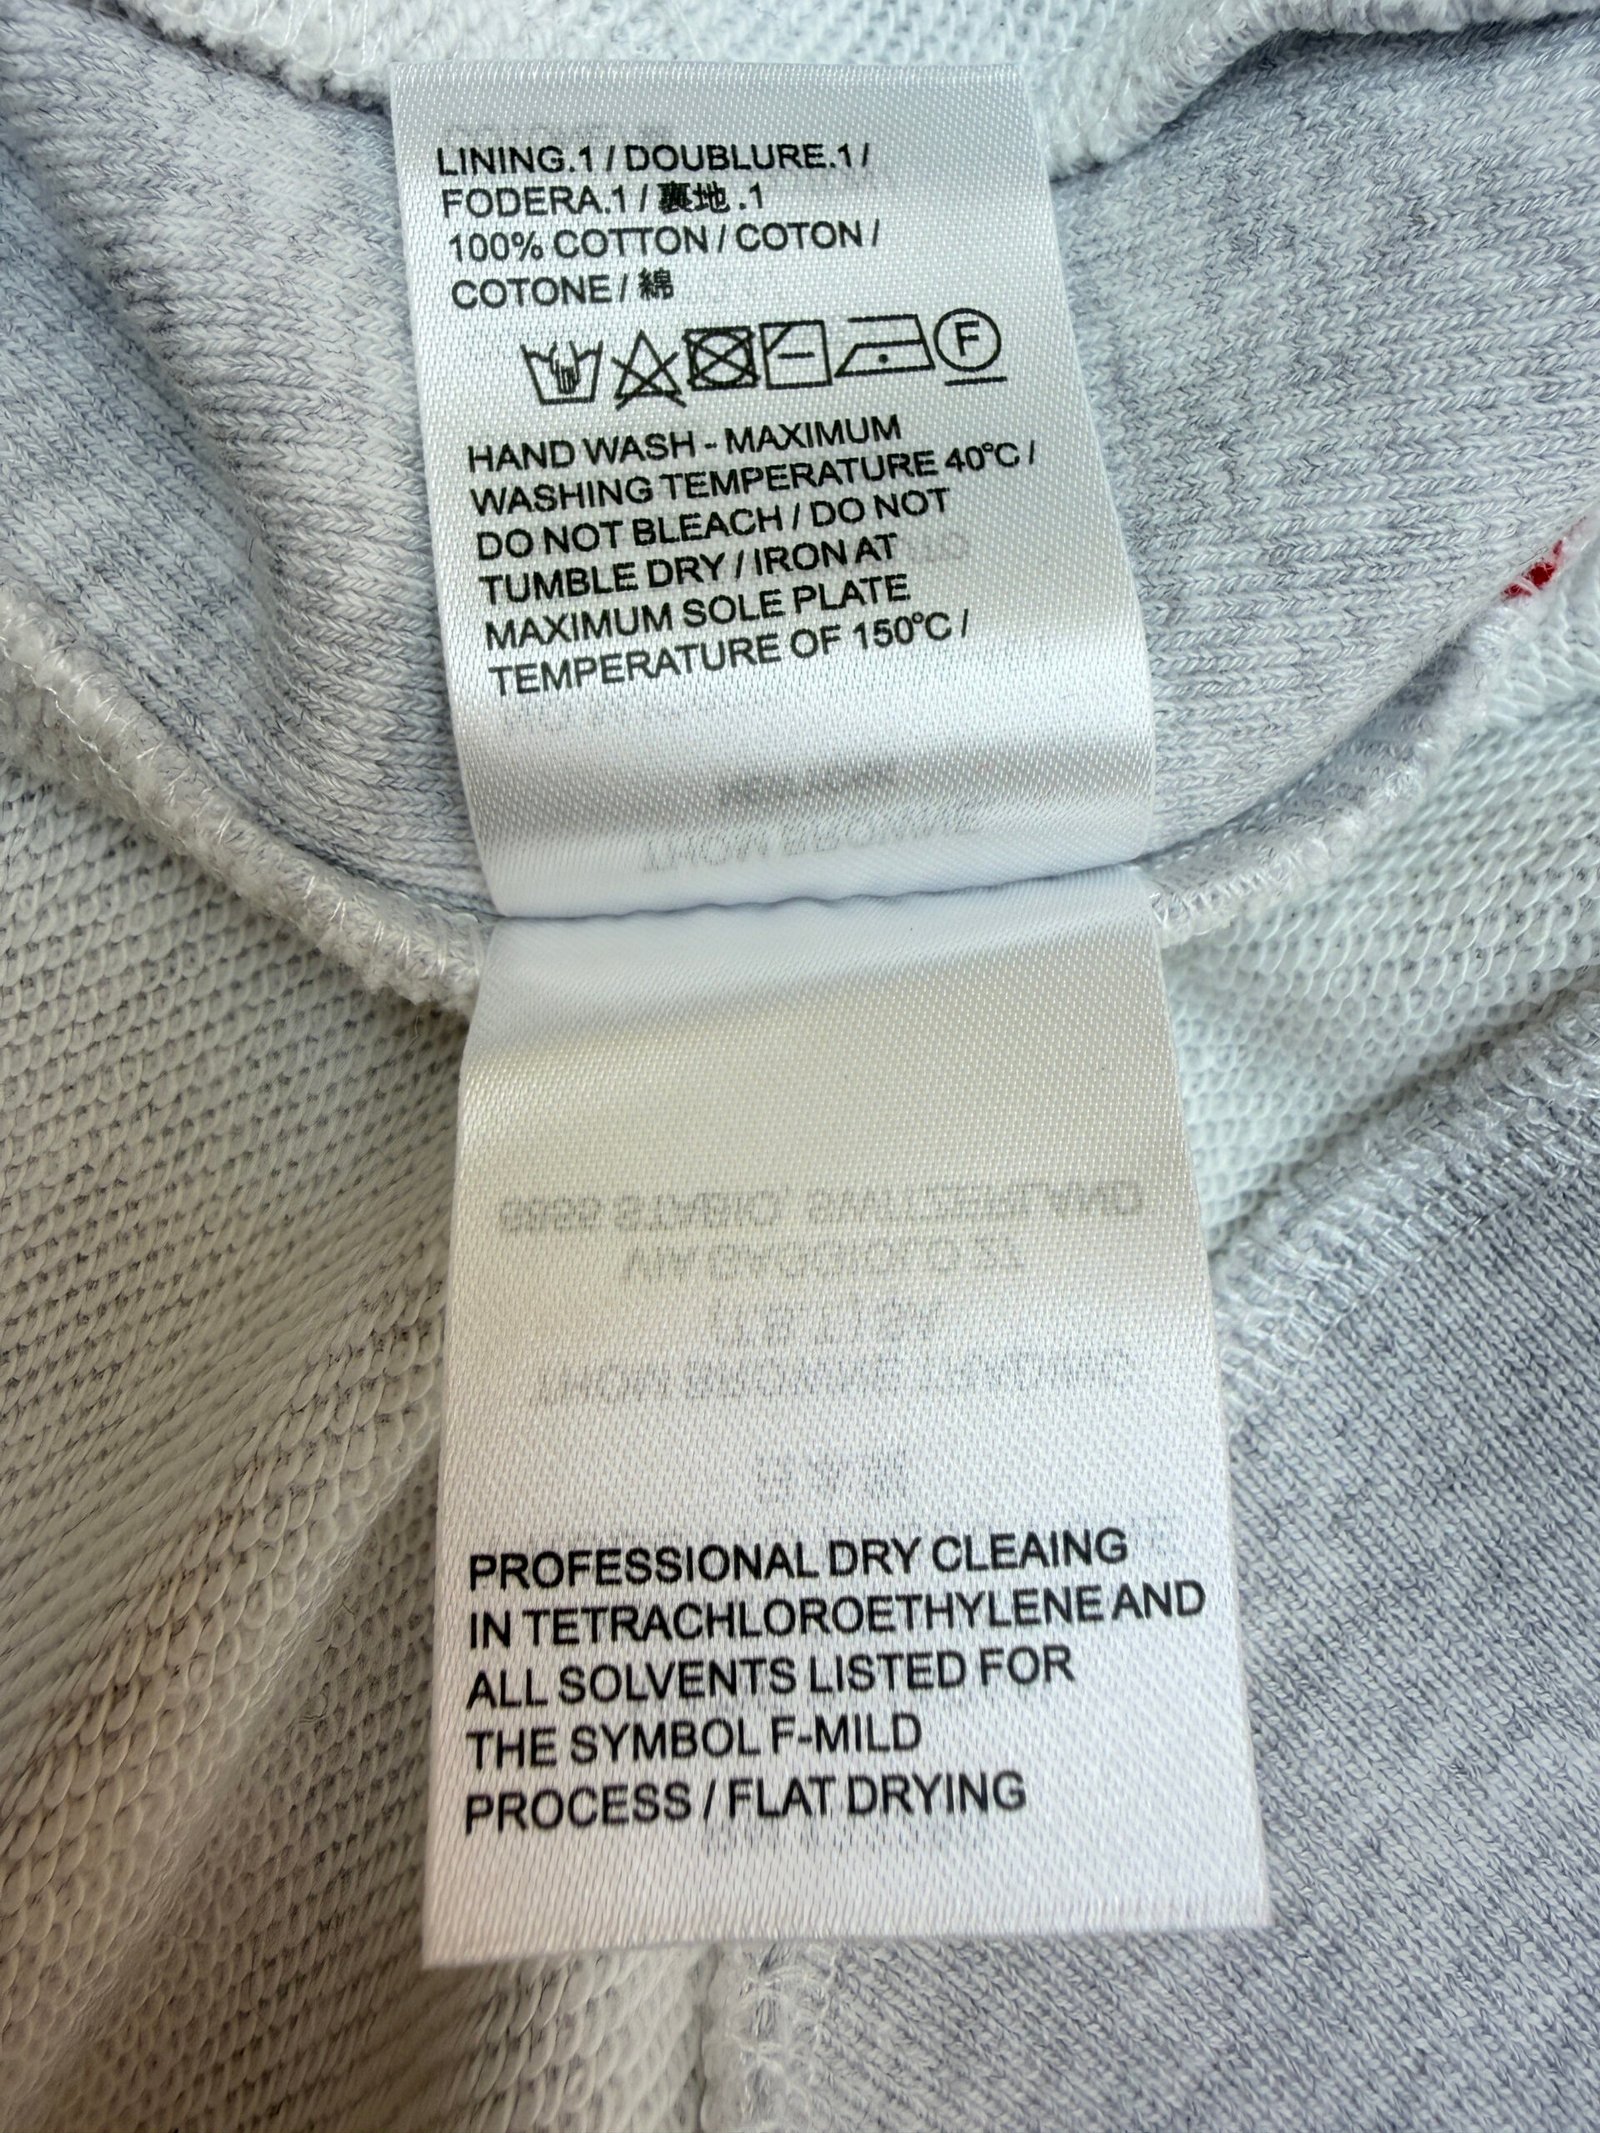 LINING.1 / DOUBLURE.1 /
FODERA.1 / 裏地 .1
100% COTTON / COTON /
COTONE / 綿
F
HAND WASH - MAXIMUM
WASHING TEMPERATURE 40°C /
DO NOT BLEACH / DO NOT
TUMBLE DRY / IRON AT
MAXIMUM SOLE PLATE
TEMPERATURE OF 150°C /
PROFESSIONAL DRY CLEAING
IN TETRACHLOROETHYLENE AND
ALL SOLVENTS LISTED FOR
THE SYMBOL F-MILD
PROCESS / FLAT DRYING